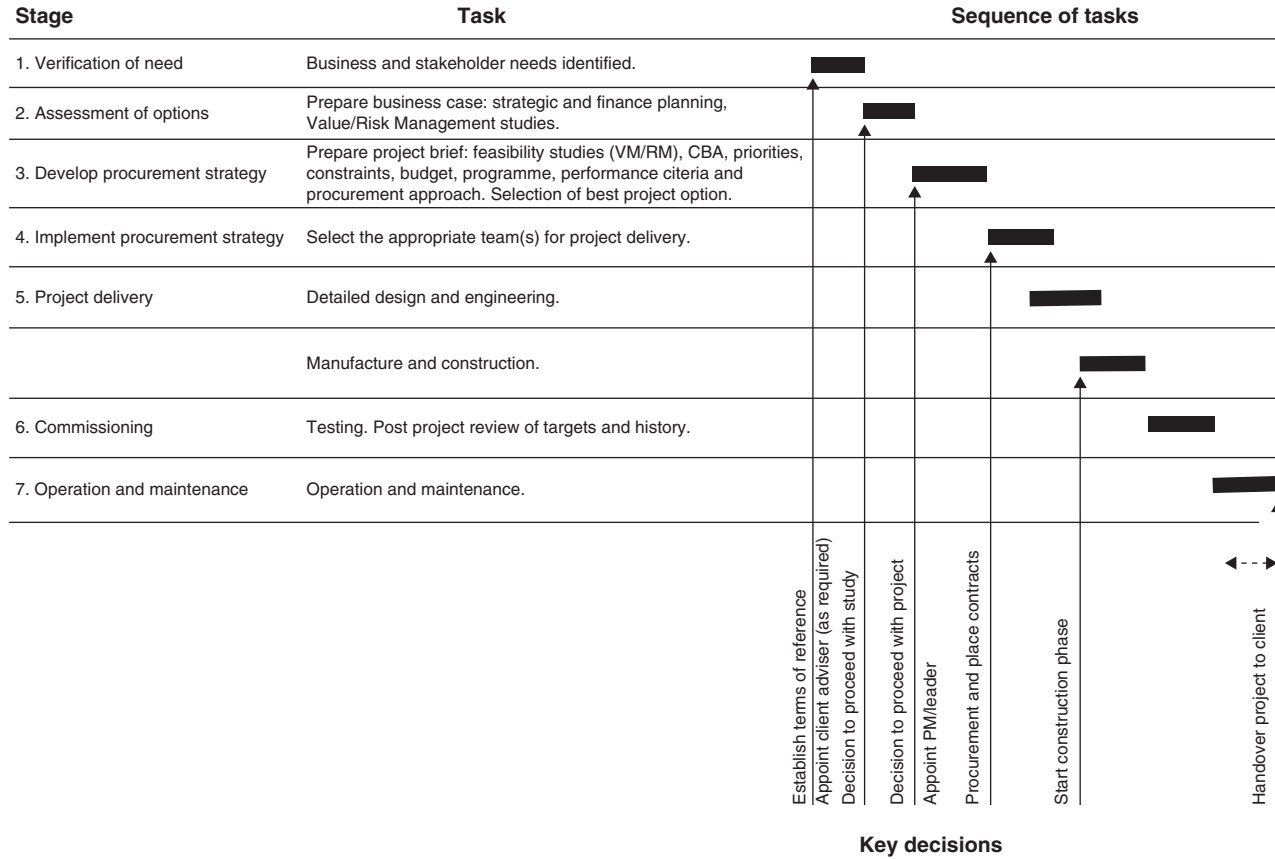 Stage Task Sequence of tasks
1. Verification of need Business and stakeholder needs identified.
2. Assessment of options Prepare business case: strategic and finance planning,
Value/Risk Management studies.
3. Develop procurement strategy Prepare project brief: feasibility studies (VM/RM), CBA, priorities,
constraints, budget, programme, performance citeria and
procurement approach. Selection of best project option.
4. Implement procurement strategy Select the appropriate team(s) for project delivery.
5. Project delivery Detailed design and engineering.
Manufacture and construction.
6. Commissioning Testing. Post project review of targets and history.
7. Operation and maintenance Operation and maintenance.
Establish terms of reference
Appoint client adviser (as required)
Decision to proceed with study
Decision to proceed with project
Appoint PM/leader
Procurement and place contracts
Start construction phase
Handover project to client
Key decisions